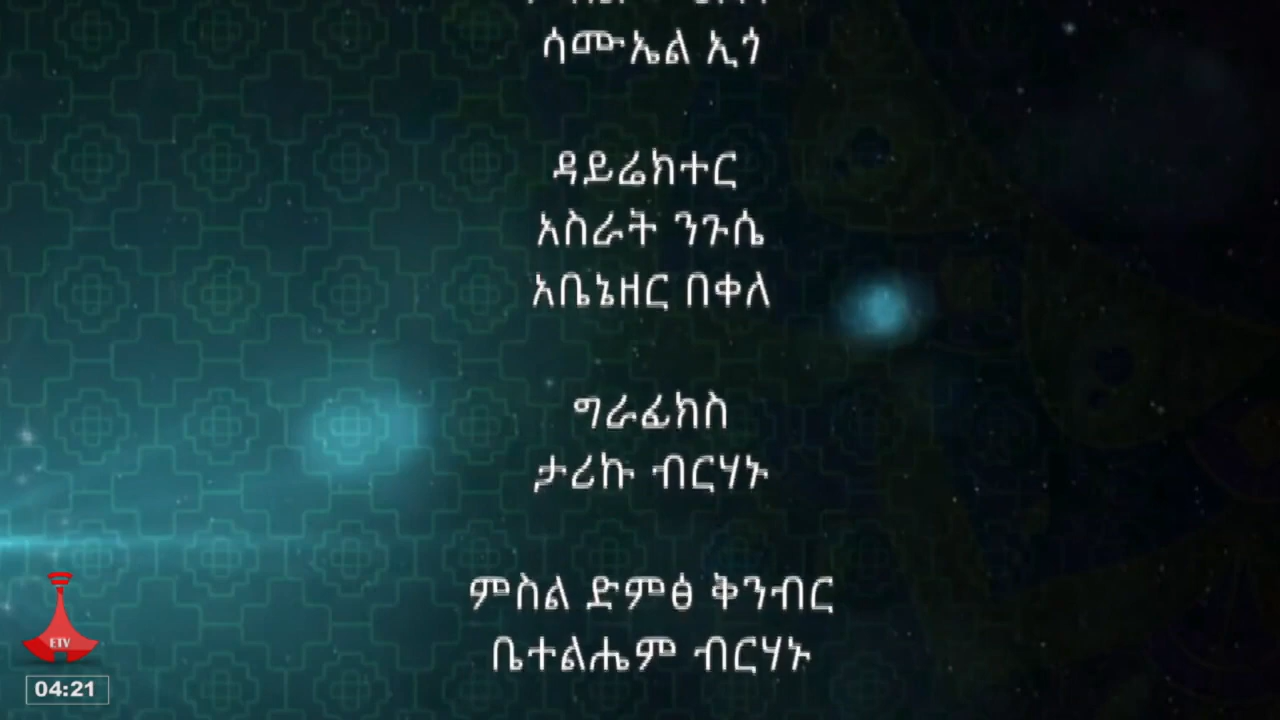 ሳሙኤል ኢጎ
ዳይሬክተር
አስራት ንጉሴ
አቤኔዘር በቀለ
ግራፊክስ
ታሪኩ ብርሃኑ
ምስል ድምፅ ቅንብር
ቤተልሔም ብርሃኑ
ETV
04:21